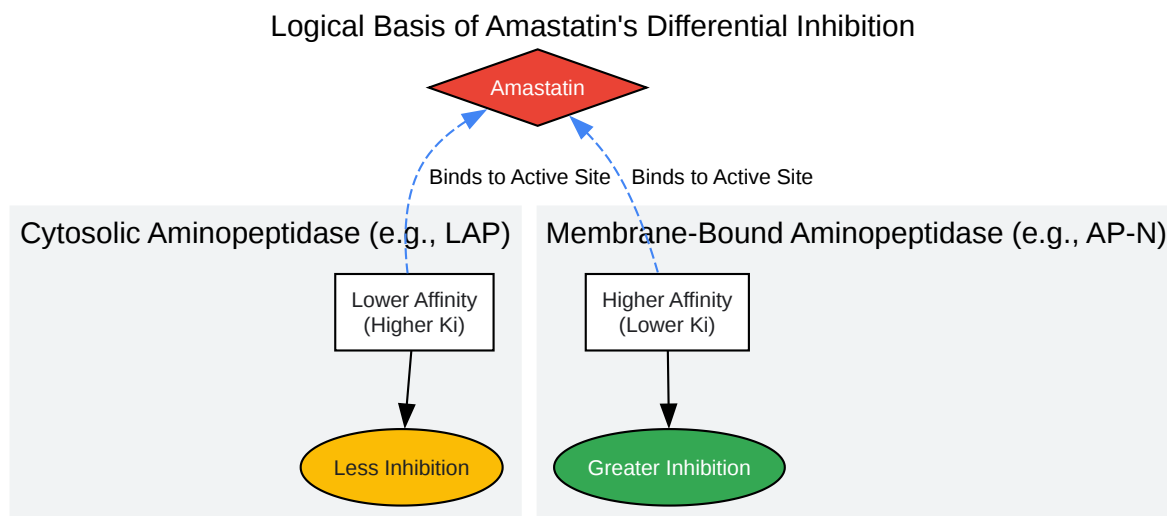 Logical Basis of Amastatin's Differential Inhibition
Amastatin
Binds to Active Site
Binds to Active Site
Cytosolic Aminopeptidase (e.g., LAP)
Membrane-Bound Aminopeptidase (e.g., AP-N)
Lower Affinity
(Higher Ki)
Higher Affinity
(Lower Ki)
Less Inhibition
Greater Inhibition